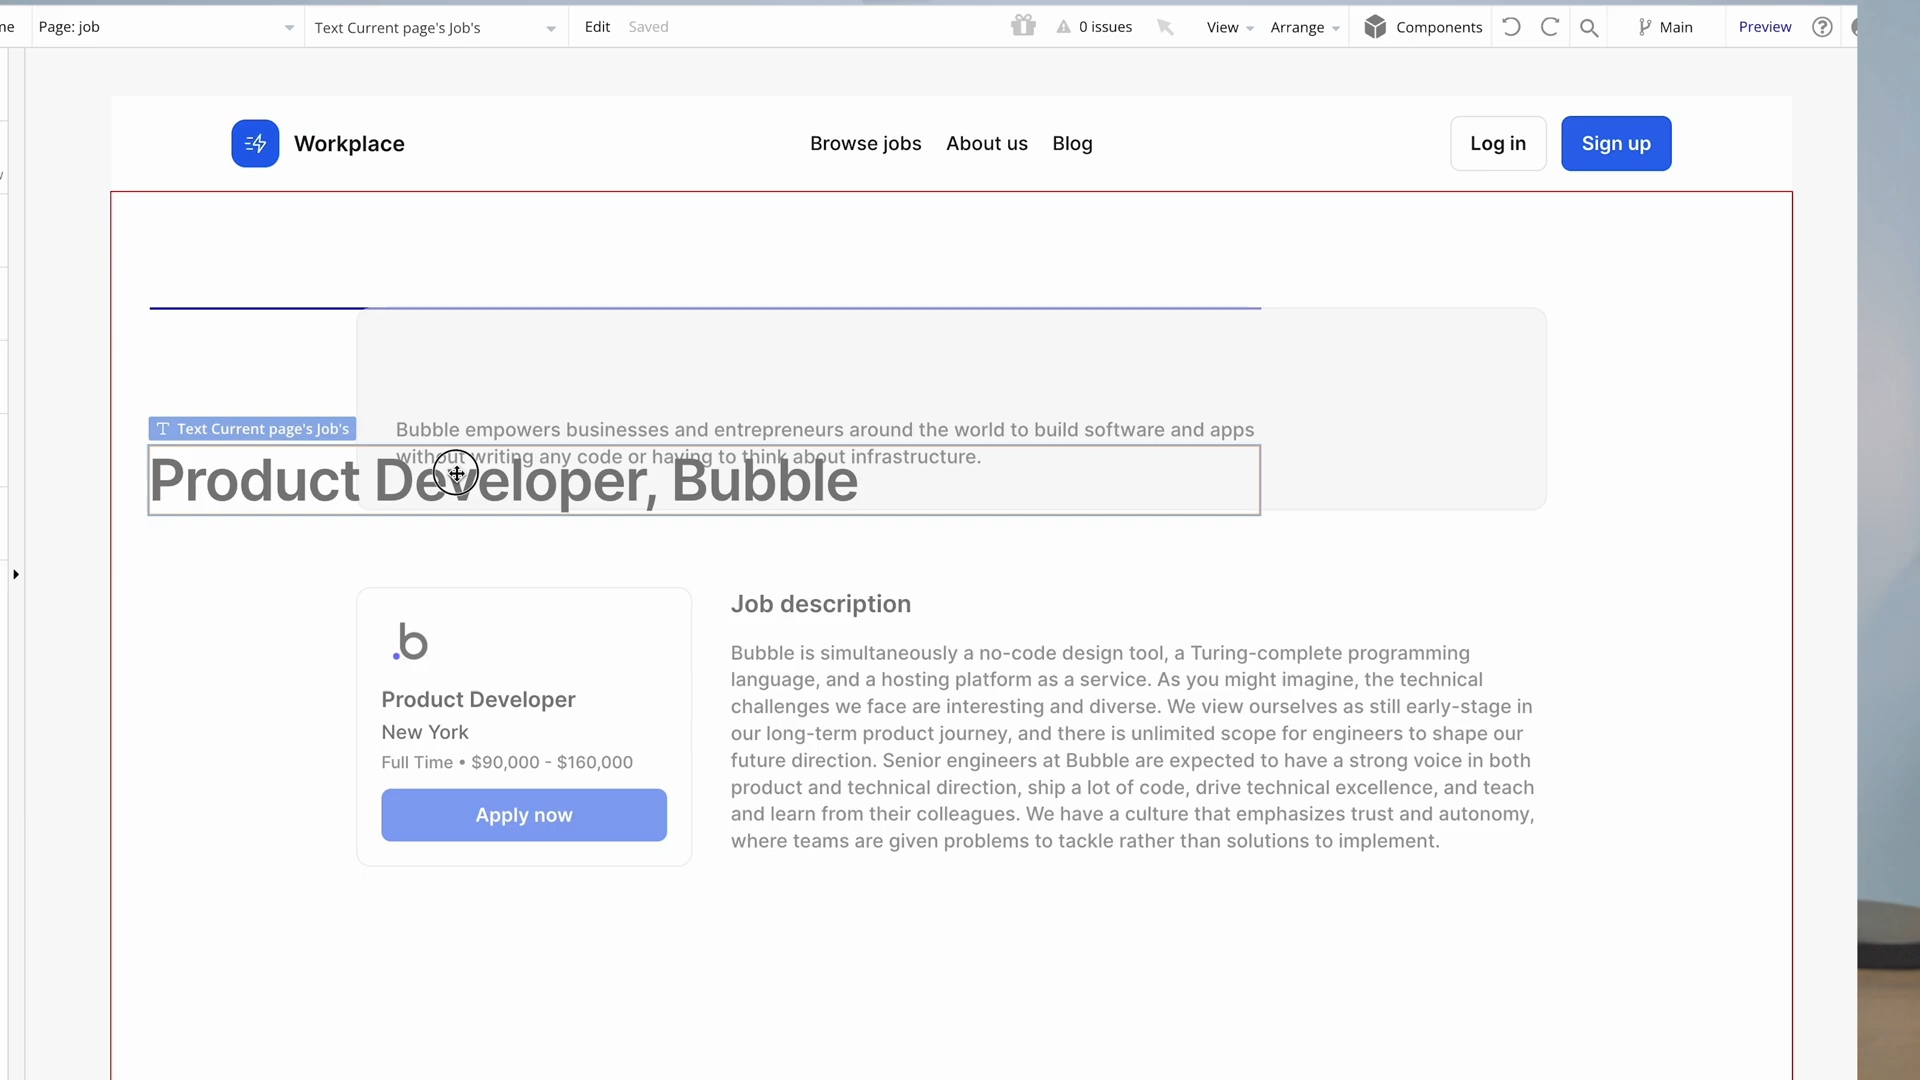 me
Page: job
Text Current page's Job's
Edit
Saved
0 issues
View
Arrange
Components
Main
Preview
?
Workplace
Browse jobs
About us
Blog
Log in
Sign up
Bubble empowers businesses and entrepreneurs around the world to build software and apps
without writing any code or having to think about infrastructure.
T Text Current page's Job's
Product Developer, Bubble
.b
Product Developer
New York
Full Time • $90,000 - $160,000
Apply now
Job description
Bubble is simultaneously a no-code design tool, a Turing-complete programming
language, and a hosting platform as a service. As you might imagine, the technical
challenges we face are interesting and diverse. We view ourselves as still early-stage in
our long-term product journey, and there is unlimited scope for engineers to shape our
future direction. Senior engineers at Bubble are expected to have a strong voice in both
product and technical direction, ship a lot of code, drive technical excellence, and teach
and learn from their colleagues. We have a culture that emphasizes trust and autonomy,
where teams are given problems to tackle rather than solutions to implement.